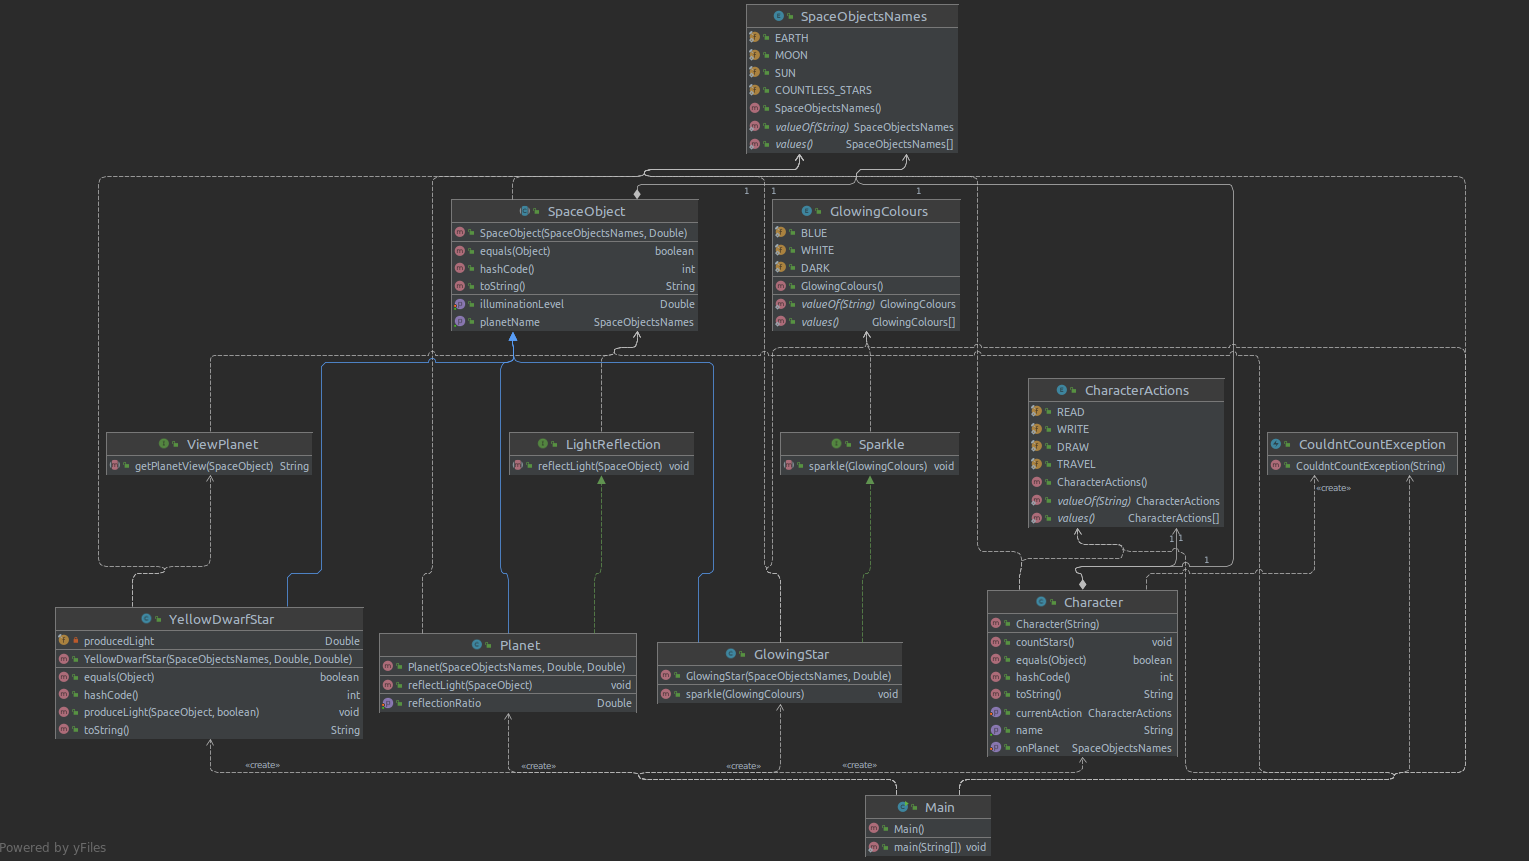 SpaceObjectsNames
EARTH
MOON
SUN
COUNTLESS_STARS
SpaceObjectsNames()
valueOf(String) SpaceObjectsNames
values() SpaceObjectsNames[]
1 1 1
SpaceObject
SpaceObject(SpaceObjectsNames, Double)
equals(Object) boolean
hashCode() int
toString() String
illuminationLevel Double
planetName SpaceObjectsNames
GlowingColours
BLUE
WHITE
DARK
GlowingColours()
valueOf(String) GlowingColours
values() GlowingColours[]
ViewPlanet
getPlanetView(SpaceObject) String
LightReflection
reflectLight(SpaceObject) void
Sparkle
sparkle(GlowingColours) void
CharacterActions
READ
WRITE
DRAW
TRAVEL
CharacterActions()
valueOf(String) CharacterActions
values() CharacterActions[]
CouldntCountException
CouldntCountException(String)
«create»
1 1
1
YellowDwarfStar
producedLight Double
YellowDwarfStar(SpaceObjectsNames, Double, Double)
equals(Object) boolean
hashCode() int
produceLight(SpaceObject, boolean) void
toString() String
Planet
Planet(SpaceObjectsNames, Double, Double)
reflectLight(SpaceObject) void
reflectionRatio Double
GlowingStar
GlowingStar(SpaceObjectsNames, Double)
sparkle(GlowingColours) void
Character
Character(String)
countStars() void
equals(Object) boolean
hashCode() int
toString() String
currentAction CharacterActions
name String
onPlanet SpaceObjectsNames
«create» «create» «create» «create»
Main
Main()
main(String[]) void
Powered by yFiles